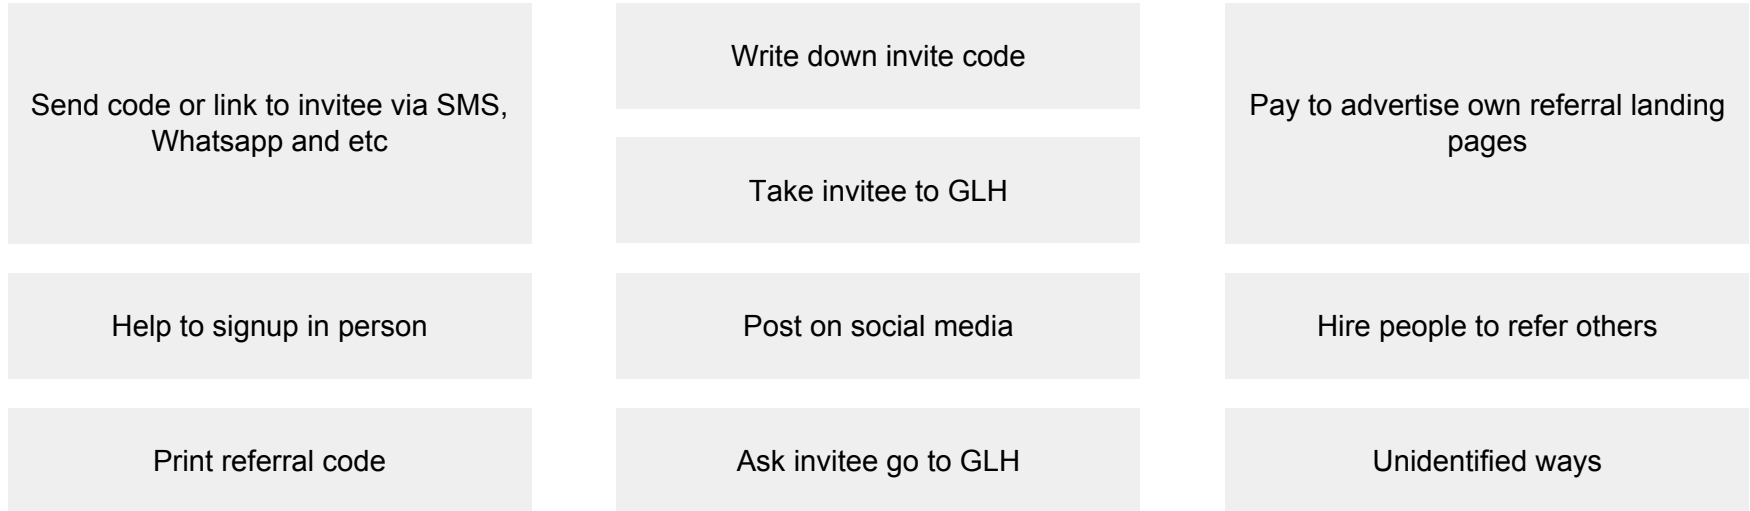 Send code or link to invitee via SMS,
Whatsapp and etc
Help to signup in person
Print referral code
Write down invite code
Take invitee to GLH
Post on social media
Ask invitee go to GLH
Pay to advertise own referral landing
pages
Hire people to refer others
Unidentified ways